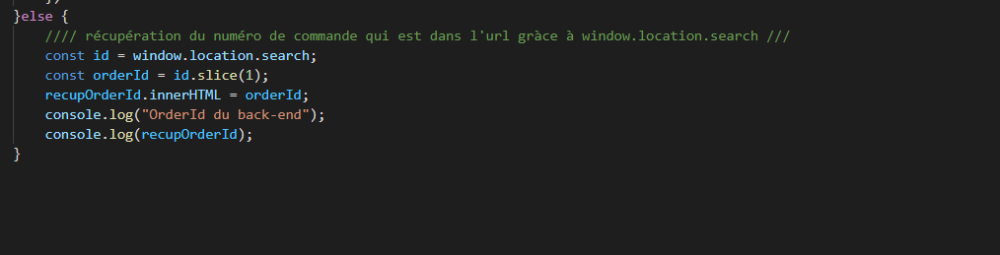 }else {
//// récupération du numéro de commande qui est dans l'url gràce à window.location.search ///
const id = window.location.search;
const orderId = id.slice(1);
recupOrderId.innerHTML = orderId;
console.log("OrderId du back-end");
console.log(recupOrderId);
}